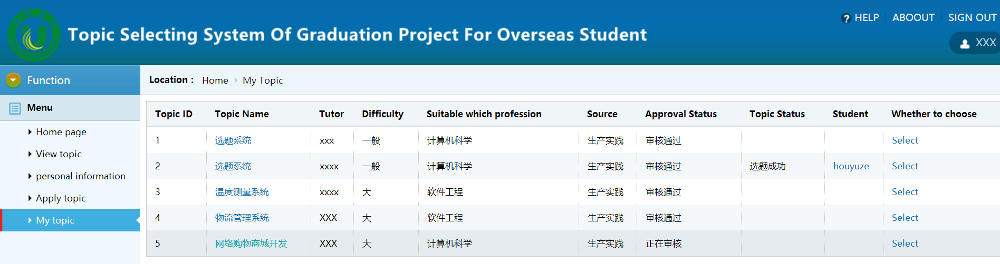 HELP ABOOUT SIGN OUT
Topic Selecting System Of Graduation Project For Overseas Student
XXX
Function
Location： Home My Topic
Menu
Home page
View topic
personal information
Apply topic
My topic
Topic ID Topic Name Tutor Difficulty Suitable which profession Source Approval Status Topic Status Student Whether to choose
1 选题系统 xxx 一般 计算机科学 生产实践 审核通过 Select
2 选题系统 xxxx 一般 计算机科学 生产实践 审核通过 选题成功 houyuze Select
3 温度测量系统 xxxx 大 软件工程 生产实践 审核通过 Select
4 物流管理系统 XXX 大 软件工程 生产实践 审核通过 Select
5 网络购物商城开发 XXX 大 计算机科学 生产实践 正在审核 Select